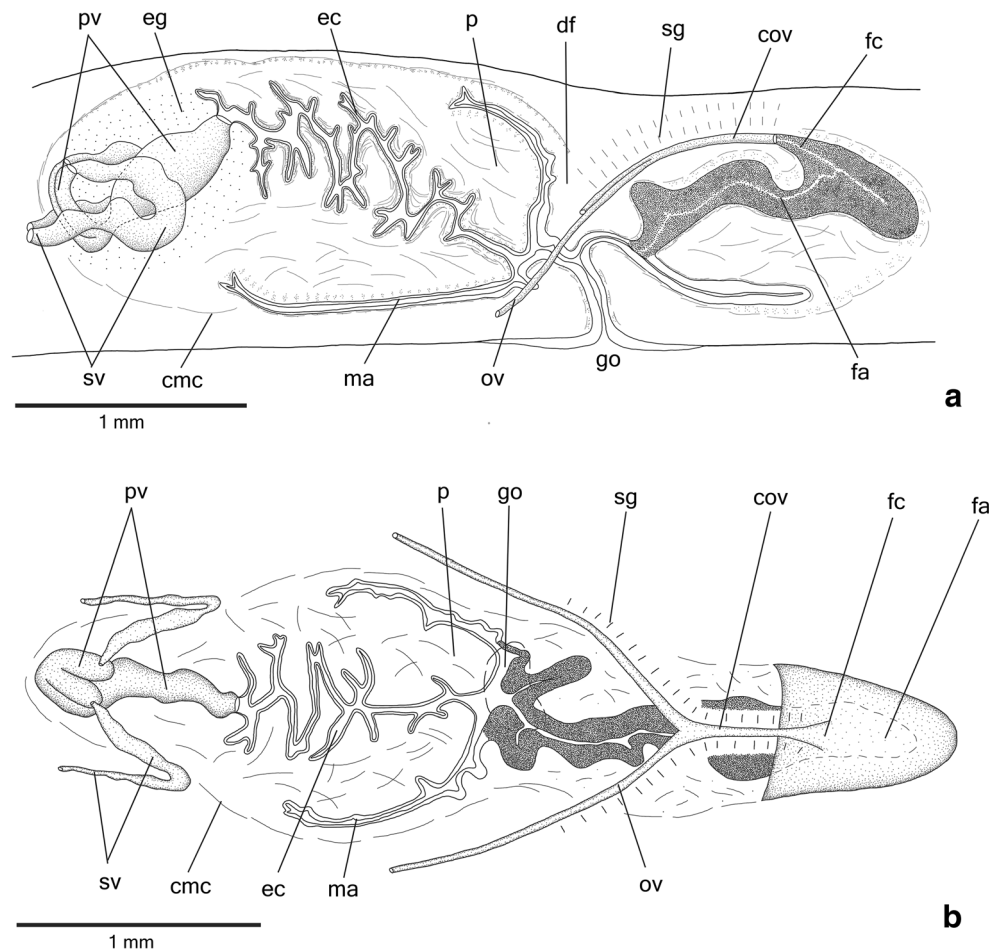 pv eg ec p df sg cov fc
sv cmc ma ov go fa
1 mm
a
pv p go sg cov fc fa
sv cmc ec ma ov
1 mm
b